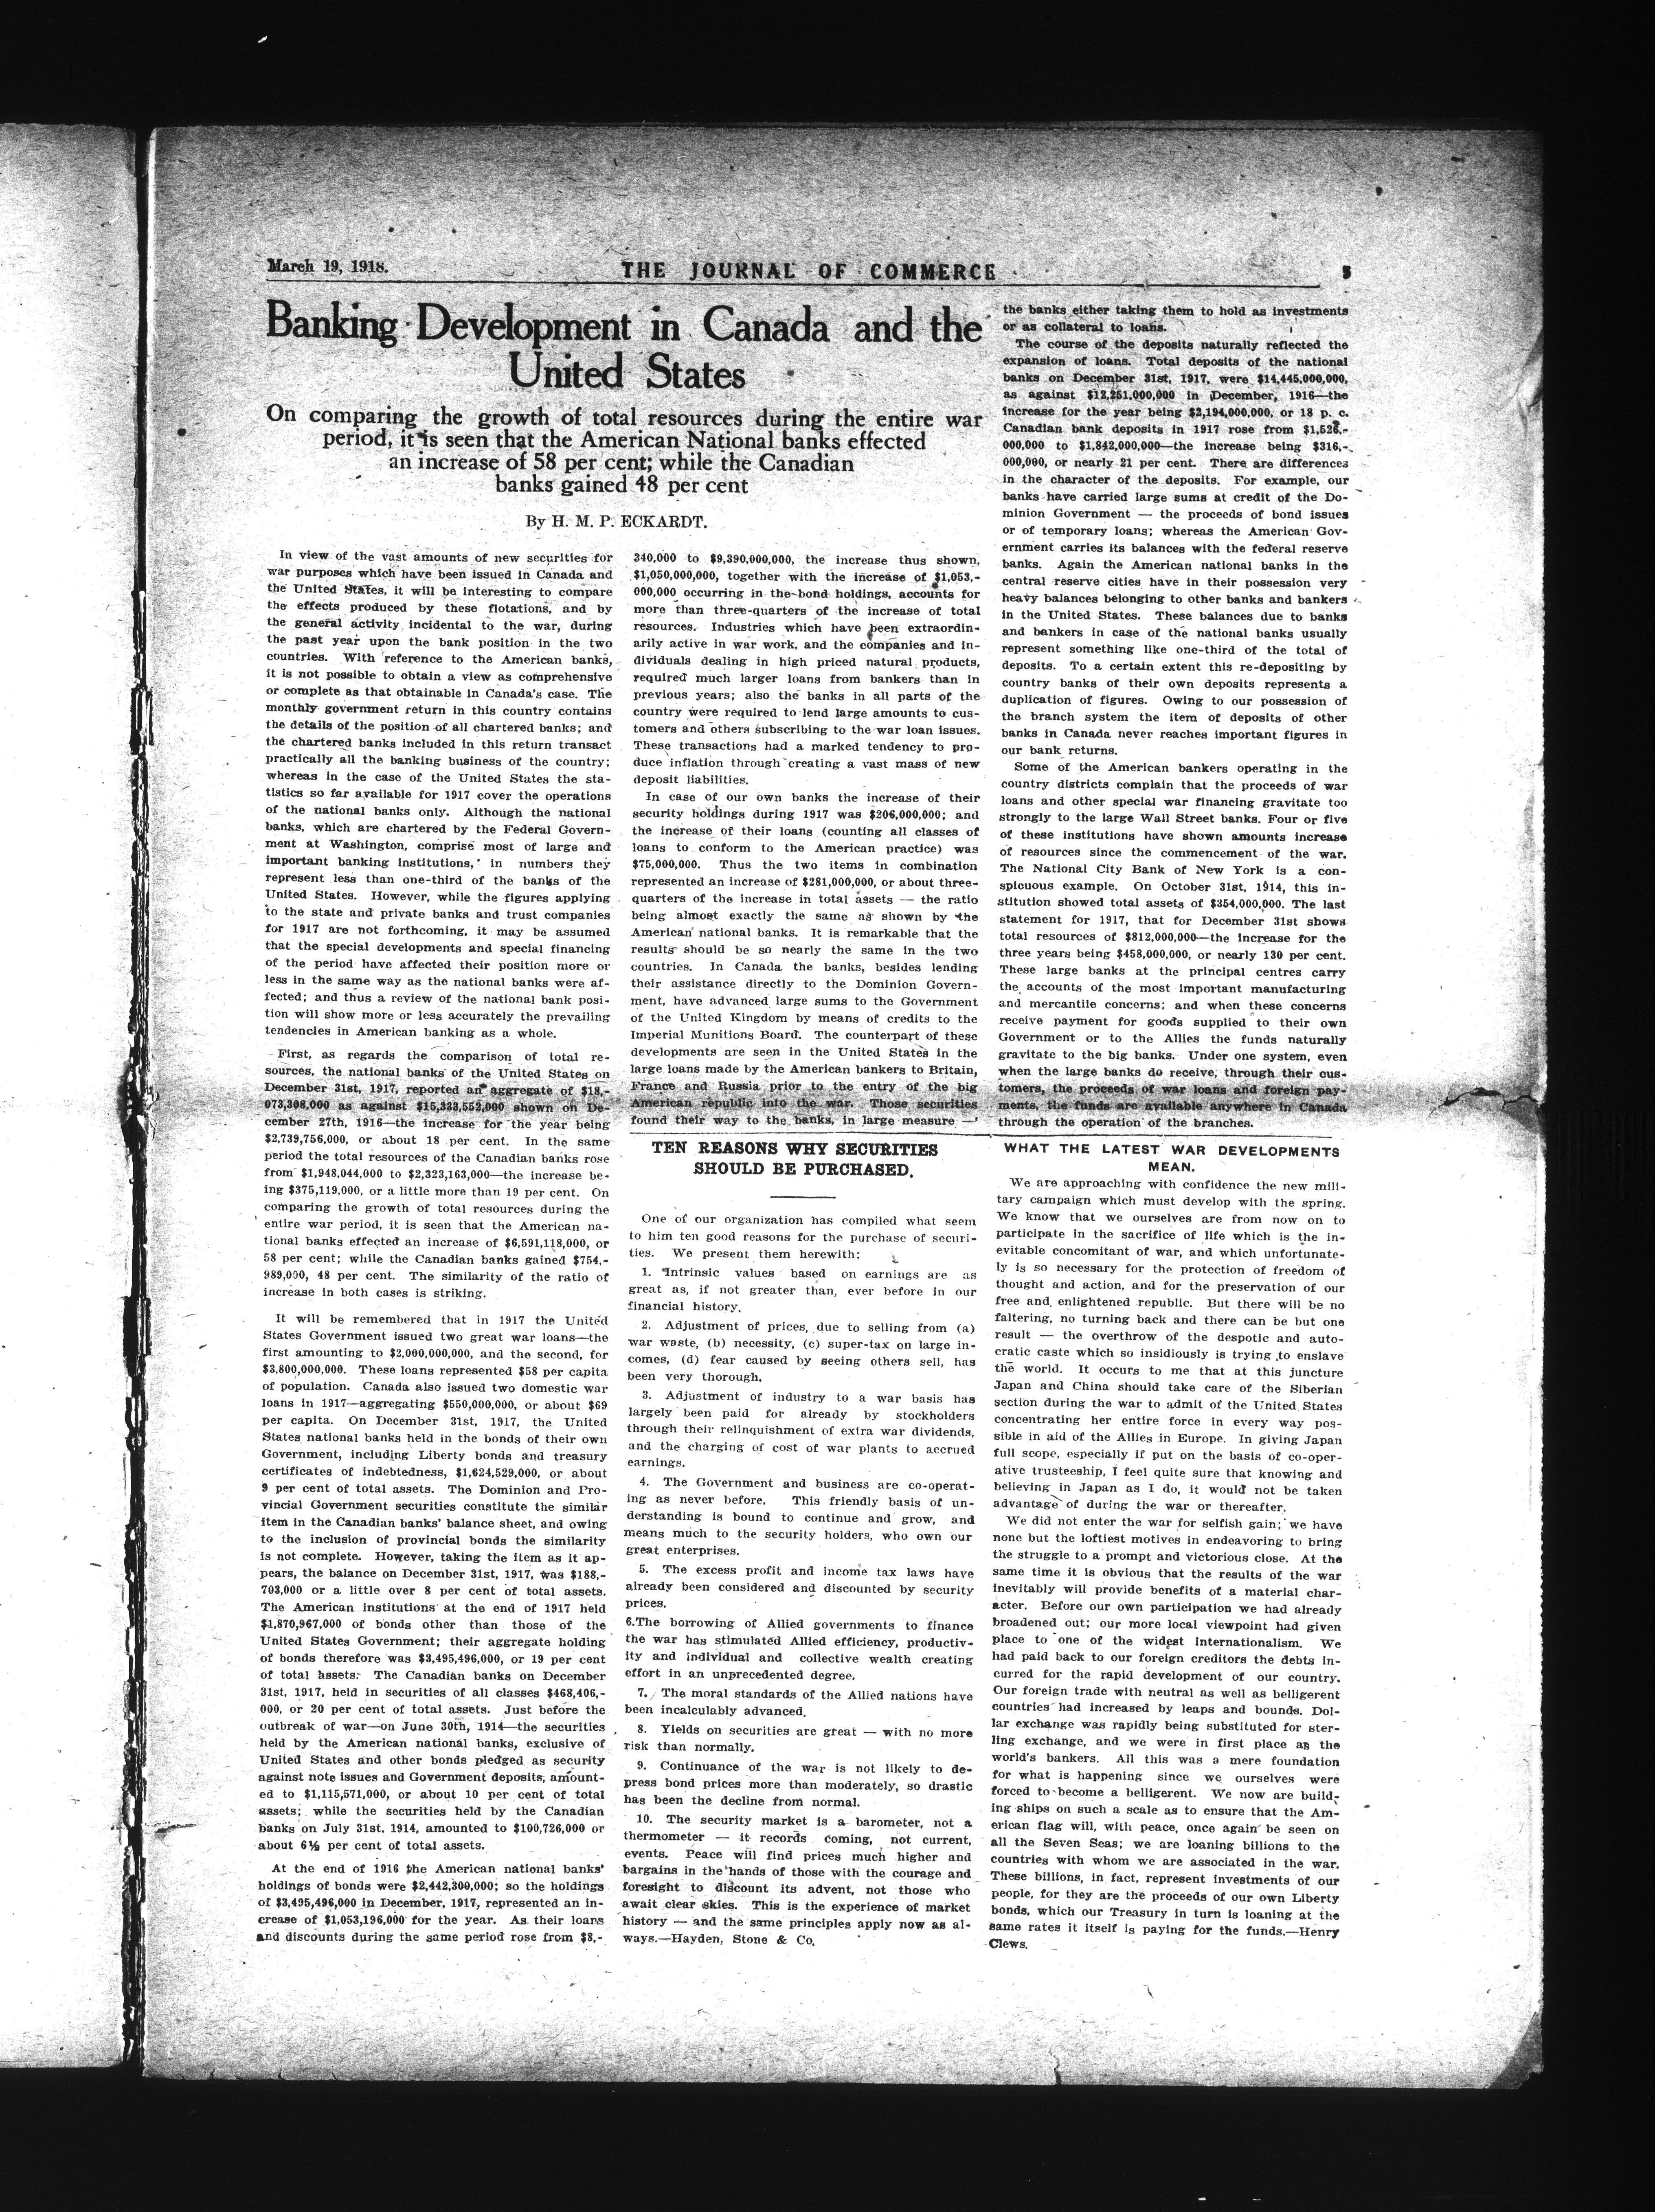 March 19, 1918.
THE JOURNAL OF COMMERCE
5
Banking Development in Canada and the
United States
On comparing the growth of total resources during the entire war
period, it is seen that the American National banks effected
an increase of 58 per cent; while the Canadian
banks gained 48 per cent
By H. M. P. ECKARDT.
In view of the vast amounts of new securities for
war purposes which have been issued in Canada and
the United States, it will be interesting to compare
the effects produced by these flotations, and by
the general activity incidental to the war, during
the past year upon the bank position in the two
countries. With reference to the American banks,
it is not possible to obtain a view as comprehensive
or complete as that obtainable in Canada's case. The
monthly government return in this country contains
the details of the position of all chartered banks; and
the chartered banks included in this return transact
practically all the banking business of the country;
whereas in the case of the United States the sta-
tistics so far available for 1917 cover the operations
of the national banks only. Although the national
banks, which are chartered by the Federal Govern-
ment at Washington, comprise most of large and
important banking institutions, in numbers they
represent less than one-third of the banks of the
United States. However, while the figures applying
to the state and private banks and trust companies
for 1917 are not forthcoming, it may be assumed
that the special developments and special financing
of the period have affected their position more or
less in the same way as the national banks were af-
fected; and thus a review of the national bank posi-
tion will show more or less accurately the prevailing
tendencies in American banking as a whole.
First, as regards the comparison of total re-
sources, the national banks of the United States on
December 31st, 1917, reported an aggregate of $18,-
073,308,000 as against $15,333,552,000 shown on De-
cember 27th, 1916—the increase for the year being
$2,739,756,000, or about 18 per cent. In the same
period the total resources of the Canadian banks rose
from $1,948,044,000 to $2,323,163,000—the increase be-
ing $375,119,000, or a little more than 19 per cent. On
comparing the growth of total resources during the
entire war period, it is seen that the American na-
tional banks effected an increase of $6,591,118,000, or
58 per cent; while the Canadian banks gained $754,-
989,000, 48 per cent. The similarity of the ratio of
increase in both cases is striking.
It will be remembered that in 1917 the United
States Government issued two great war loans—the
first amounting to $2,000,000,000, and the second, for
$3,800,000,000. These loans represented $58 per capita
of population. Canada also issued two domestic war
loans in 1917—aggregating $550,000,000, or about $69
per capita. On December 31st, 1917, the United
States national banks held in the bonds of their own
Government, including Liberty bonds and treasury
certificates of indebtedness, $1,624,529,000, or about
9 per cent of total assets. The Dominion and Pro-
vincial Government securities constitute the similar
item in the Canadian banks' balance sheet, and owing
to the inclusion of provincial bonds the similarity
is not complete. However, taking the item as it ap-
pears, the balance on December 31st, 1917, was $188,-
703,000 or a little over 8 per cent of total assets.
The American institutions at the end of 1917 held
$1,870,967,000 of bonds other than those of the
United States Government; their aggregate holding
of bonds therefore was $3,495,496,000, or 19 per cent
of total assets. The Canadian banks on December
31st, 1917, held in securities of all classes $468,406,-
000, or 20 per cent of total assets. Just before the
outbreak of war—on June 30th, 1914—the securities
held by the American national banks, exclusive of
United States and other bonds pledged as security
against note issues and Government deposits, amount-
ed to $1,115,571,000, or about 10 per cent of total
assets; while the securities held by the Canadian
banks on July 31st, 1914, amounted to $100,726,000 or
about 6½ per cent of total assets.
At the end of 1916 the American national banks'
holdings of bonds were $2,442,300,000; so the holdings
of $3,495,496,000 in December, 1917, represented an in-
crease of $1,053,196,000 for the year. As their loans
and discounts during the same period rose from $8,-
340,000 to $9,390,000,000, the increase thus shown,
$1,050,000,000, together with the increase of $1,053,-
000,000 occurring in the bond holdings, accounts for
more than three-quarters of the increase of total
resources. Industries which have been extraordin-
arily active in war work, and the companies and in-
dividuals dealing in high priced natural products,
required much larger loans from bankers than in
previous years; also the banks in all parts of the
country were required to lend large amounts to cus-
tomers and others subscribing to the war loan issues.
These transactions had a marked tendency to pro-
duce inflation through creating a vast mass of new
deposit liabilities.
In case of our own banks the increase of their
security holdings during 1917 was $206,000,000; and
the increase of their loans (counting all classes of
loans to conform to the American practice) was
$75,000,000. Thus the two items in combination
represented an increase of $281,000,000, or about three-
quarters of the increase in total assets — the ratio
being almost exactly the same as shown by the
American national banks. It is remarkable that the
results should be so nearly the same in the two
countries. In Canada the banks, besides lending
their assistance directly to the Dominion Govern-
ment, have advanced large sums to the Government
of the United Kingdom by means of credits to the
Imperial Munitions Board. The counterpart of these
developments are seen in the United States in the
large loans made by the American bankers to Britain,
France and Russia prior to the entry of the big
American republic into the war. Those securities
found their way to the banks, in large measure —
the banks either taking them to hold as investments
or as collateral to loans.
The course of the deposits naturally reflected the
expansion of loans. Total deposits of the national
banks on December 31st, 1917, were $14,445,000,000,
as against $12,251,000,000 in December, 1916—the
increase for the year being $2,194,000,000, or 18 p. c.
Canadian bank deposits in 1917 rose from $1,526,-
000,000 to $1,842,000,000—the increase being $316,-
000,000, or nearly 21 per cent. There are differences
in the character of the deposits. For example, our
banks have carried large sums at credit of the Do-
minion Government — the proceeds of bond issues
or of temporary loans; whereas the American Gov-
ernment carries its balances with the federal reserve
banks. Again the American national banks in the
central reserve cities have in their possession very
heavy balances belonging to other banks and bankers
in the United States. These balances due to banks
and bankers in case of the national banks usually
represent something like one-third of the total of
deposits. To a certain extent this re-depositing by
country banks of their own deposits represents a
duplication of figures. Owing to our possession of
the branch system the item of deposits of other
banks in Canada never reaches important figures in
our bank returns.
Some of the American bankers operating in the
country districts complain that the proceeds of war
loans and other special war financing gravitate too
strongly to the large Wall Street banks. Four or five
of these institutions have shown amounts increase
of resources since the commencement of the war.
The National City Bank of New York is a con-
spicuous example. On October 31st, 1914, this in-
stitution showed total assets of $354,000,000. The last
statement for 1917, that for December 31st shows
total resources of $812,000,000—the increase for the
three years being $458,000,000, or nearly 130 per cent.
These large banks at the principal centres carry
the accounts of the most important manufacturing
and mercantile concerns; and when these concerns
receive payment for goods supplied to their own
Government or to the Allies the funds naturally
gravitate to the big banks. Under one system, even
when the large banks do receive, through their cus-
tomers, the proceeds of war loans and foreign pay-
ments, the funds are available anywhere in Canada
through the operation of the branches.
TEN REASONS WHY SECURITIES
SHOULD BE PURCHASED.
One of our organization has compiled what seem
to him ten good reasons for the purchase of securi-
ties. We present them herewith:
1. Intrinsic values based on earnings are as
great as, if not greater than, ever before in our
financial history.
2. Adjustment of prices, due to selling from (a)
war waste, (b) necessity, (c) super-tax on large in-
comes, (d) fear caused by seeing others sell, has
been very thorough.
3. Adjustment of industry to a war basis has
largely been paid for already by stockholders
through their relinquishment of extra war dividends,
and the charging of cost of war plants to accrued
earnings.
4. The Government and business are co-operat-
ing as never before. This friendly basis of un-
derstanding is bound to continue and grow, and
means much to the security holders, who own our
great enterprises.
5. The excess profit and income tax laws have
already been considered and discounted by security
prices.
6.The borrowing of Allied governments to finance
the war has stimulated Allied efficiency, productiv-
ity and individual and collective wealth creating
effort in an unprecedented degree.
7. The moral standards of the Allied nations have
been incalculably advanced.
8. Yields on securities are great — with no more
risk than normally.
9. Continuance of the war is not likely to de-
press bond prices more than moderately, so drastic
has been the decline from normal.
10. The security market is a barometer, not a
thermometer — it records coming, not current,
events. Peace will find prices much higher and
bargains in the hands of those with the courage and
foresight to discount its advent, not those who
await clear skies. This is the experience of market
history — and the same principles apply now as al-
ways.—Hayden, Stone & Co.
WHAT THE LATEST WAR DEVELOPMENTS
MEAN.
We are approaching with confidence the new mili-
tary campaign which must develop with the spring.
We know that we ourselves are from now on to
participate in the sacrifice of life which is the in-
evitable concomitant of war, and which unfortunate-
ly is so necessary for the protection of freedom of
thought and action, and for the preservation of our
free and enlightened republic. But there will be no
faltering, no turning back and there can be but one
result — the overthrow of the despotic and auto-
cratic caste which so insidiously is trying to enslave
the world. It occurs to me that at this juncture
Japan and China should take care of the Siberian
section during the war to admit of the United States
concentrating her entire force in every way pos-
sible in aid of the Allies in Europe. In giving Japan
full scope, especially if put on the basis of co-oper-
ative trusteeship, I feel quite sure that knowing and
believing in Japan as I do, it would not be taken
advantage of during the war or thereafter.
We did not enter the war for selfish gain; we have
none but the loftiest motives in endeavoring to bring
the struggle to a prompt and victorious close. At the
same time it is obvious that the results of the war
inevitably will provide benefits of a material char-
acter. Before our own participation we had already
broadened out; our more local viewpoint had given
place to one of the widest Internationalism. We
had paid back to our foreign creditors the debts in-
curred for the rapid development of our country.
Our foreign trade with neutral as well as belligerent
countries had increased by leaps and bounds. Dol-
lar exchange was rapidly being substituted for ster-
ling exchange, and we were in first place as the
world's bankers. All this was a mere foundation
for what is happening since we ourselves were
forced to become a belligerent. We now are build-
ing ships on such a scale as to ensure that the Am-
erican flag will, with peace, once again be seen on
all the Seven Seas; we are loaning billions to the
countries with whom we are associated in the war.
These billions, in fact, represent investments of our
people, for they are the proceeds of our own Liberty
bonds, which our Treasury in turn is loaning at the
same rates it itself is paying for the funds.—Henry
Clews.